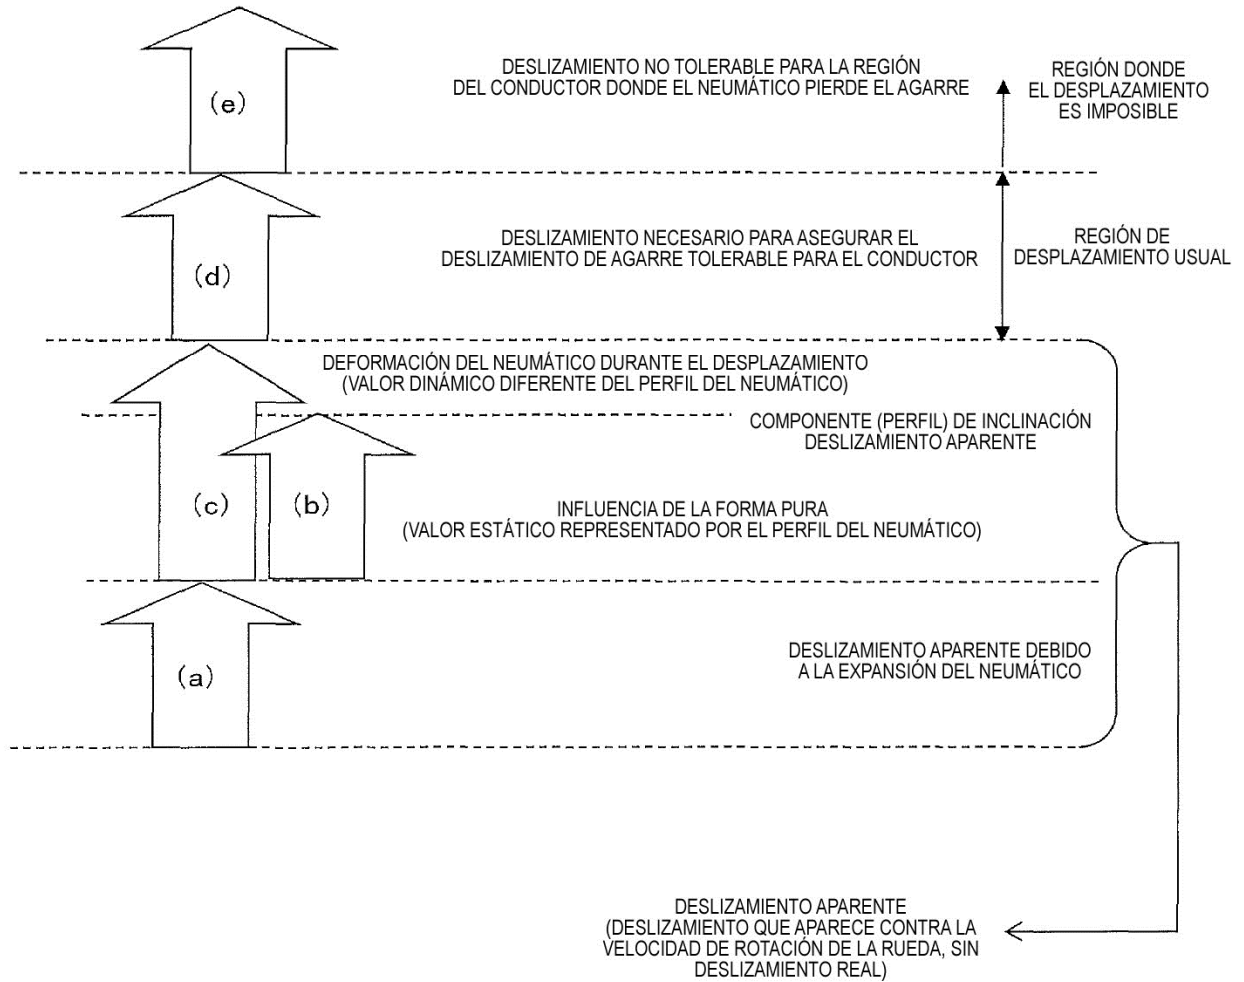 (e)
DESLIZAMIENTO NO TOLERABLE PARA LA REGIÓN
DEL CONDUCTOR DONDE EL NEUMÁTICO PIERDE EL AGARRE
REGIÓN DONDE
EL DESPLAZAMIENTO
ES IMPOSIBLE
(d)
DESLIZAMIENTO NECESARIO PARA ASEGURAR EL
DESLIZAMIENTO DE AGARRE TOLERABLE PARA EL CONDUCTOR
REGIÓN DE
DESPLAZAMIENTO USUAL
DEFORMACIÓN DEL NEUMÁTICO DURANTE EL DESPLAZAMIENTO
(VALOR DINÁMICO DIFERENTE DEL PERFIL DEL NEUMÁTICO)
COMPONENTE (PERFIL) DE INCLINACIÓN
DESLIZAMIENTO APARENTE
(c)
(b)
INFLUENCIA DE LA FORMA PURA
(VALOR ESTÁTICO REPRESENTADO POR EL PERFIL DEL NEUMÁTICO)
(a)
DESLIZAMIENTO APARENTE DEBIDO
A LA EXPANSIÓN DEL NEUMÁTICO
DESLIZAMIENTO APARENTE
(DESLIZAMIENTO QUE APARECE CONTRA LA
VELOCIDAD DE ROTACIÓN DE LA RUEDA, SIN
DESLIZAMIENTO REAL)